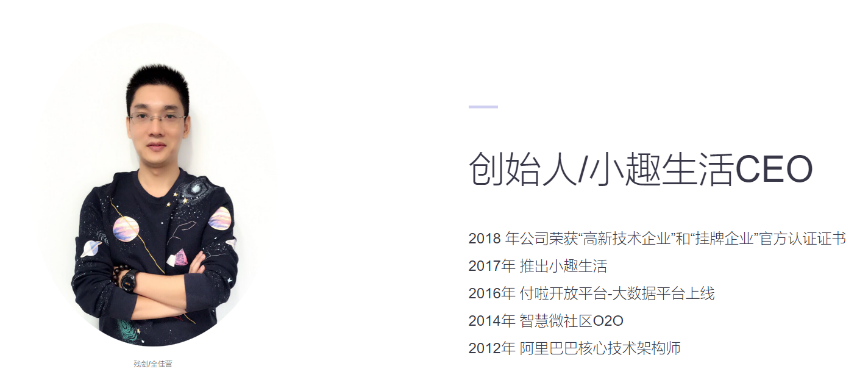 创始人/小趣生活CEO
2018 年公司荣获“高新技术企业”和“挂牌企业”官方认证证书
2017年 推出小趣生活
2016年 付啦开放平台-大数据平台上线
2014年 智慧微社区O2O
2012年 阿里巴巴核心技术架构师